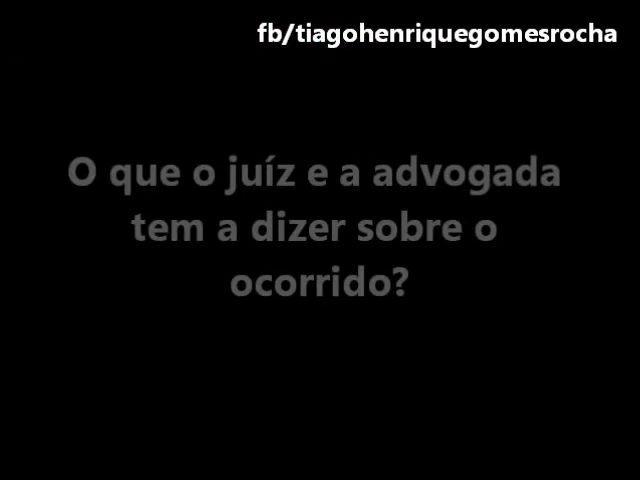 fb/tiagohenriquegomesrocha
O que o juíz e a advogada
tem a dizer sobre o
ocorrido?